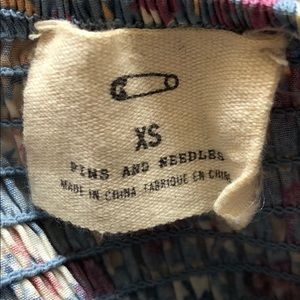 XS
PINS AND NEEDLES
MADE IN CHINA FABRIQUE EN CHINE